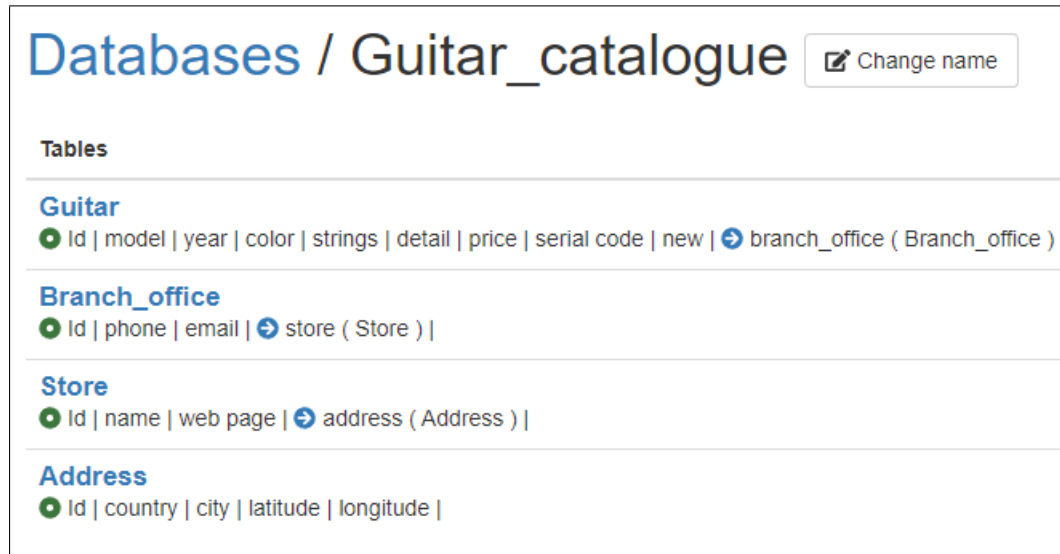 Databases / Guitar_catalogue Change name
Tables
Guitar
Id | model | year | color | strings | detail | price | serial code | new | branch_office ( Branch_office )
Branch_office
Id | phone | email | store ( Store ) |
Store
Id | name | web page | address ( Address ) |
Address
Id | country | city | latitude | longitude |